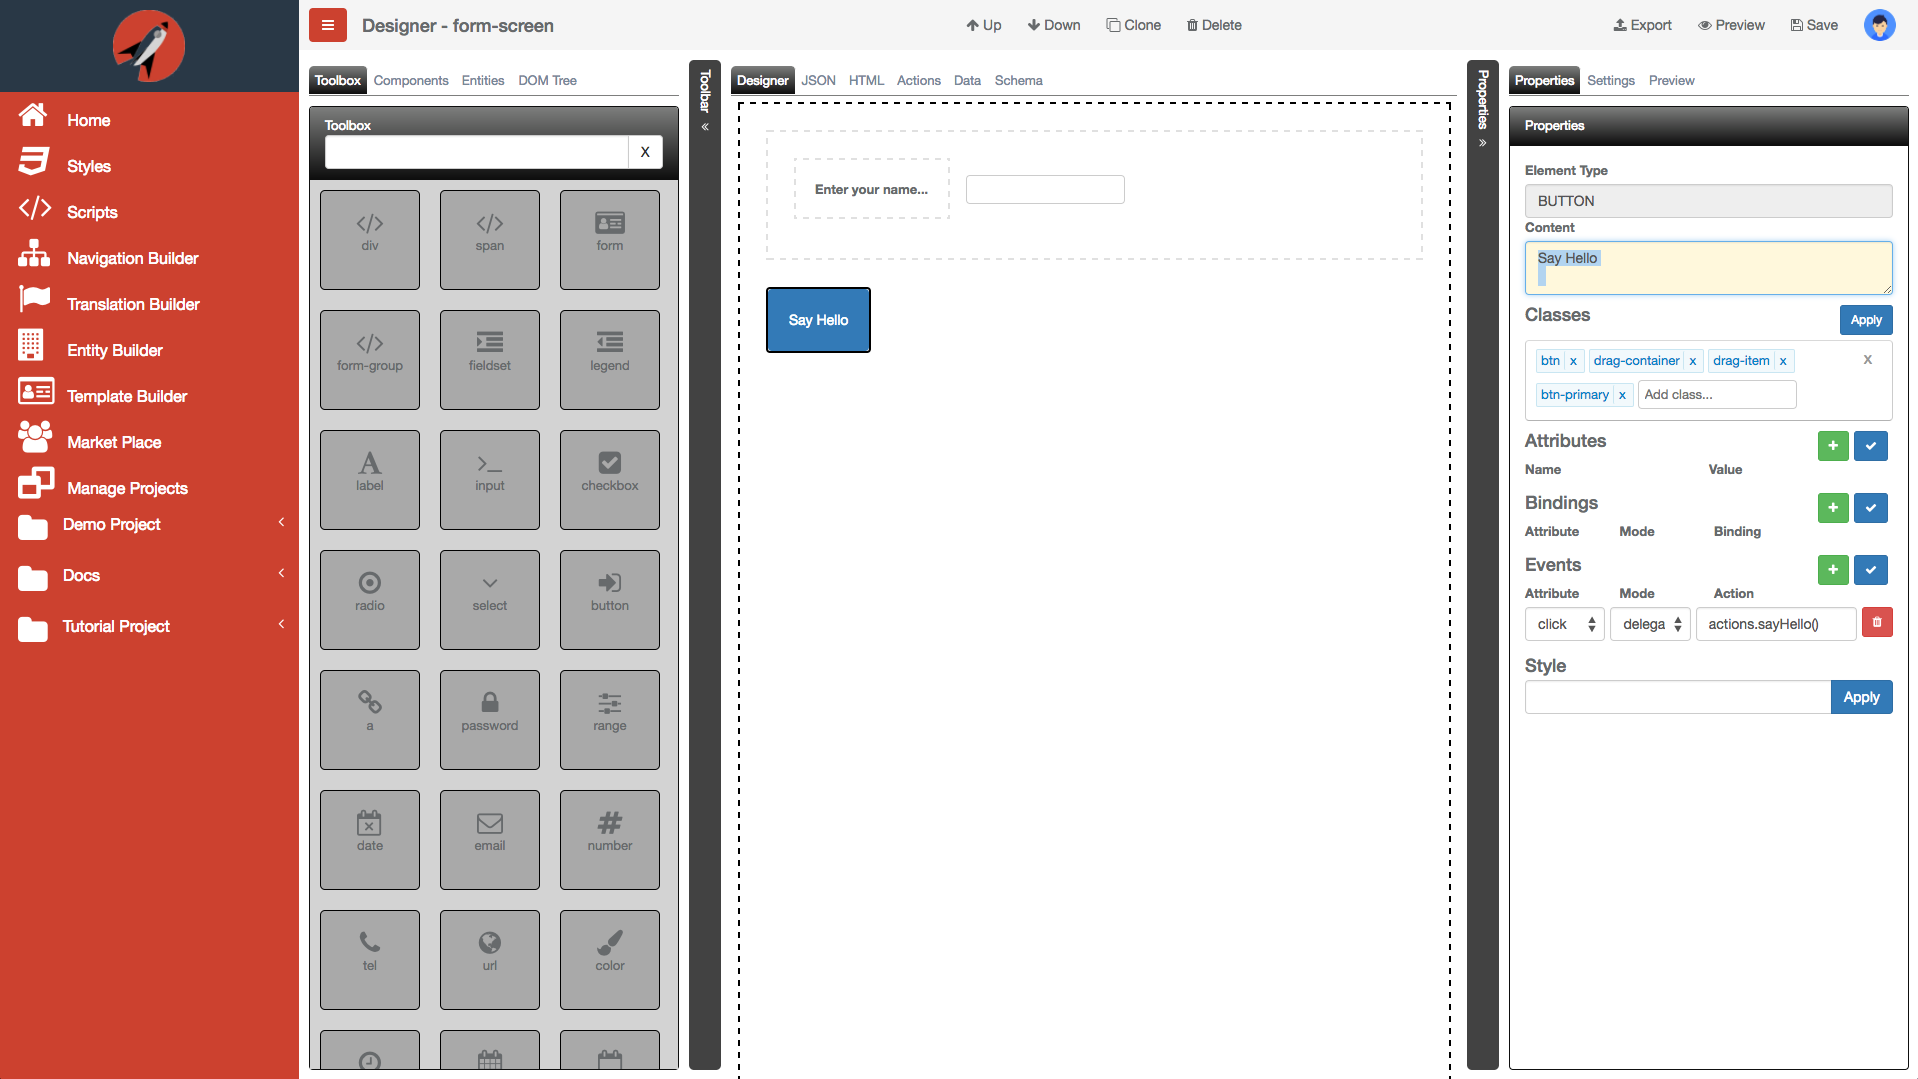 Designer - form-screen
Up
Down
Clone
Delete
Export
Preview
Save
Home
Styles
Scripts
Navigation Builder
Translation Builder
Entity Builder
Template Builder
Market Place
Manage Projects
Demo Project
Docs
Tutorial Project
Toolbox
Components
Entities
DOM Tree
Toolbox
X
div
span
form
form-group
fieldset
legend
label
input
checkbox
radio
select
button
a
password
range
date
email
number
tel
url
color
Toolbar
Designer
JSON
HTML
Actions
Data
Schema
Enter your name...
Say Hello
Properties
Properties
Settings
Preview
Properties
Element Type
BUTTON
Content
Say Hello
Classes
Apply
btn x
drag-container x
drag-item x
X
btn-primary x
Add class...
Attributes
Name
Value
Bindings
Attribute
Mode
Binding
Events
Attribute
Mode
Action
click
delega
actions.sayHello()
Style
Apply